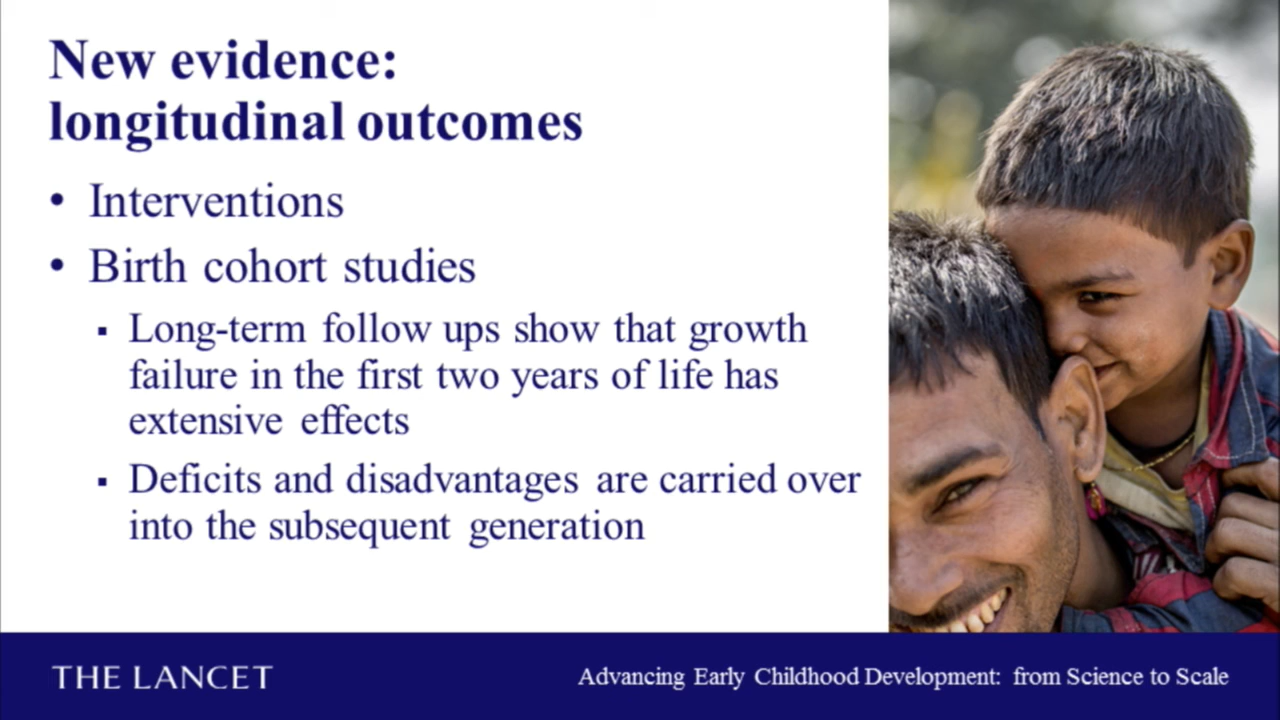 New evidence:
longitudinal outcomes
• Interventions
• Birth cohort studies
▪ Long-term follow ups show that growth
failure in the first two years of life has
extensive effects
▪ Deficits and disadvantages are carried over
into the subsequent generation
THE LANCET
Advancing Early Childhood Development: from Science to Scale